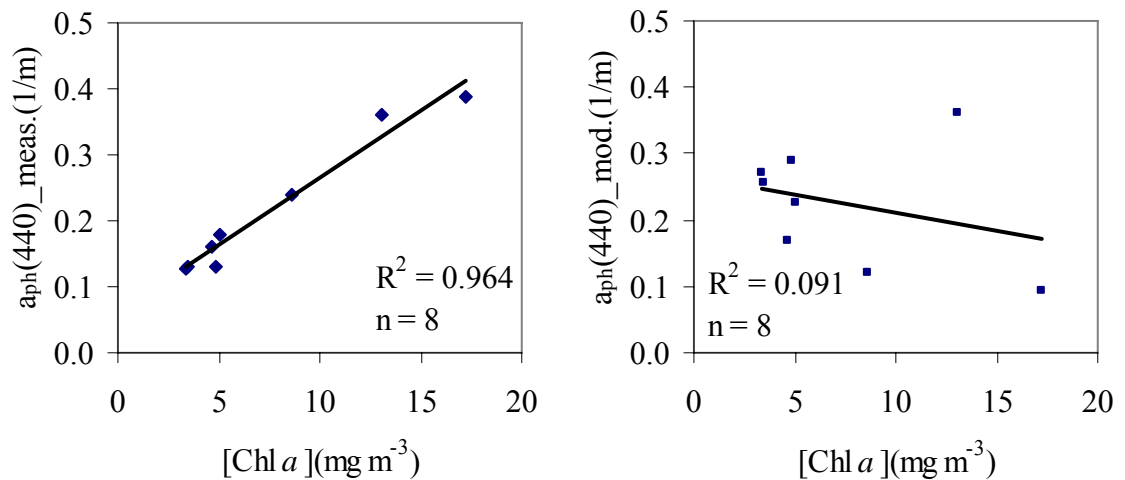 0.5
0.4
0.3
0.2
0.1
0.0
aph(440)_meas.(1/m)
R² = 0.964
n = 8
0 5 10 15 20
[Chl a](mg m⁻³)
0.5
0.4
0.3
0.2
0.1
0.0
aph(440)_mod.(1/m)
R² = 0.091
n = 8
0 5 10 15 20
[Chl a](mg m⁻³)